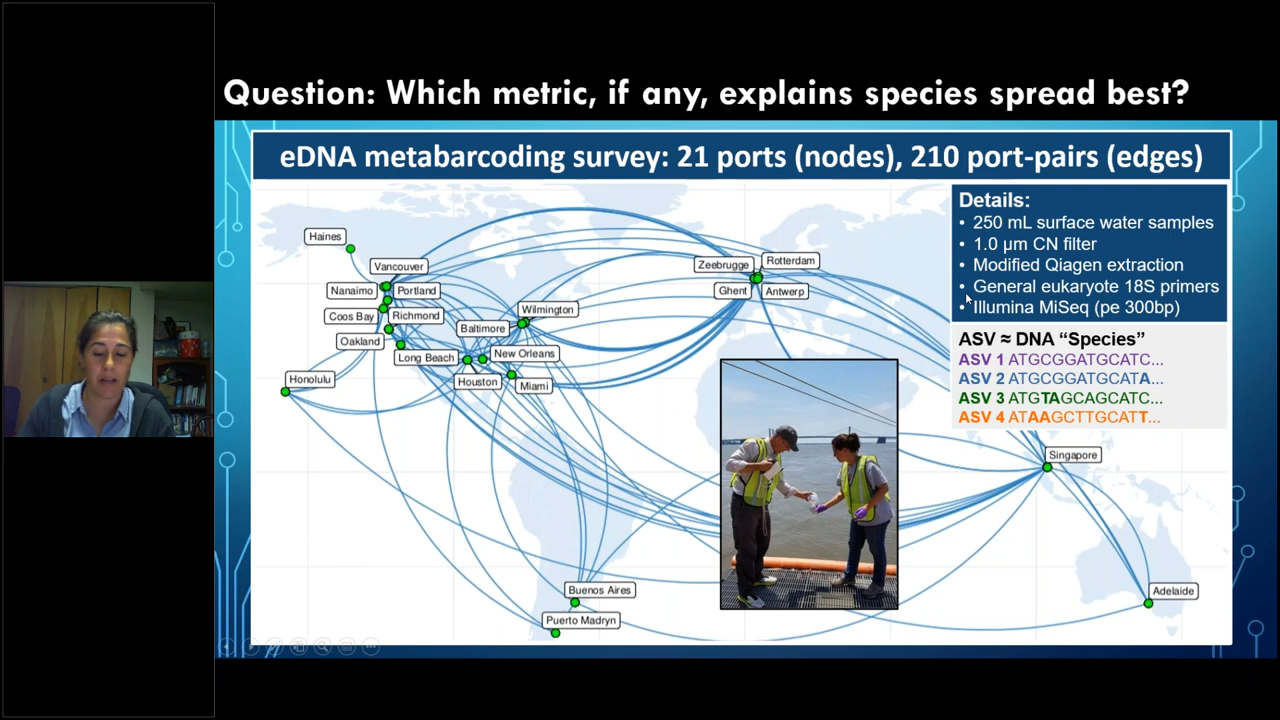 Question: Which metric, if any, explains species spread best?
eDNA metabarcoding survey: 21 ports (nodes), 210 port-pairs (edges)
Details:
• 250 mL surface water samples
• 1.0 µm CN filter
• Modified Qiagen extraction
• General eukaryote 18S primers
• Illumina MiSeq (pe 300bp)
ASV ≈ DNA “Species”
ASV 1 ATGCGGATGCATC...
ASV 2 ATGCGGATGCATA...
ASV 3 ATGTAGCAGCATC...
ASV 4 ATAAGCTTGCATT...
Haines
Vancouver
Nanaimo
Portland
Coos Bay
Richmond
Oakland
Long Beach
Honolulu
Wilmington
Baltimore
New Orleans
Houston
Miami
Zeebrugge
Rotterdam
Ghent
Antwerp
Singapore
Adelaide
Buenos Aires
Puerto Madryn